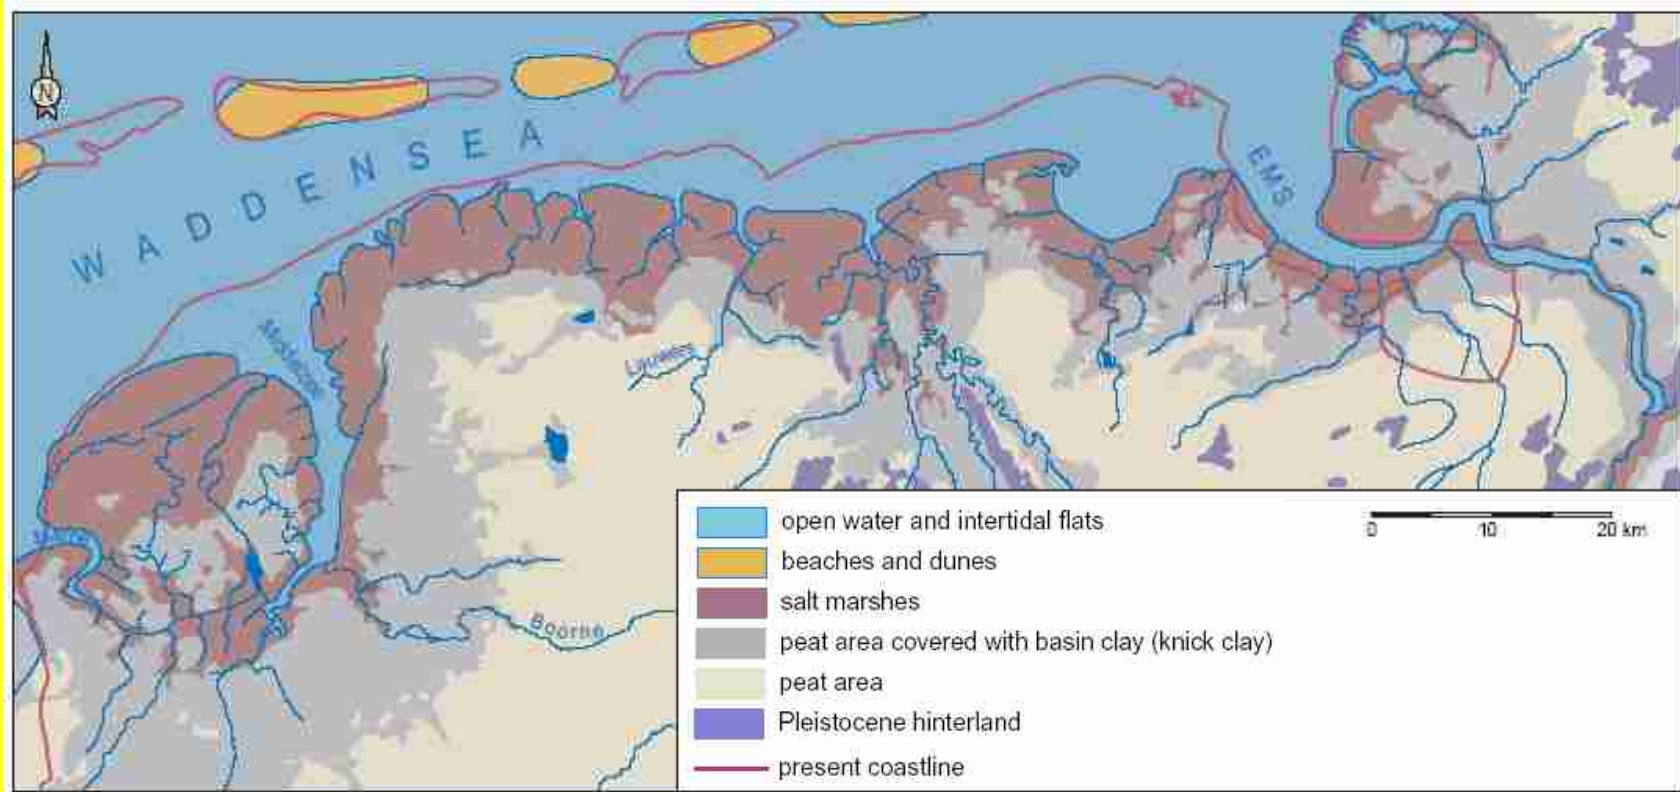 N
WADDENSEA
EMS
Lauwers
Boorne
open water and intertidal flats
beaches and dunes
salt marshes
peat area covered with basin clay (knick clay)
peat area
Pleistocene hinterland
present coastline
0 10 20 km